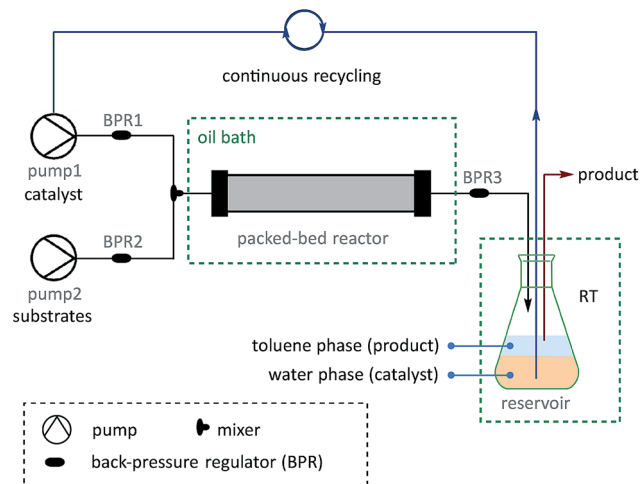 continuous recycling
BPR1
oil bath
pump1
catalyst
BPR3
product
packed-bed reactor
BPR2
pump2
substrates
RT
toluene phase (product)
water phase (catalyst)
reservoir
pump
mixer
back-pressure regulator (BPR)